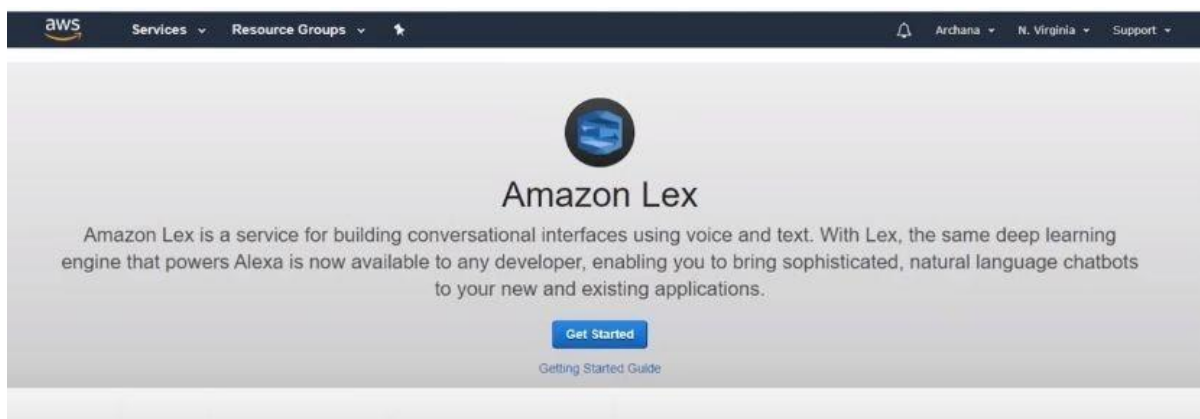 aws Services Resource Groups Archana N. Virginia Support
Amazon Lex
Amazon Lex is a service for building conversational interfaces using voice and text. With Lex, the same deep learning
engine that powers Alexa is now available to any developer, enabling you to bring sophisticated, natural language chatbots
to your new and existing applications.
Get Started
Getting Started Guide